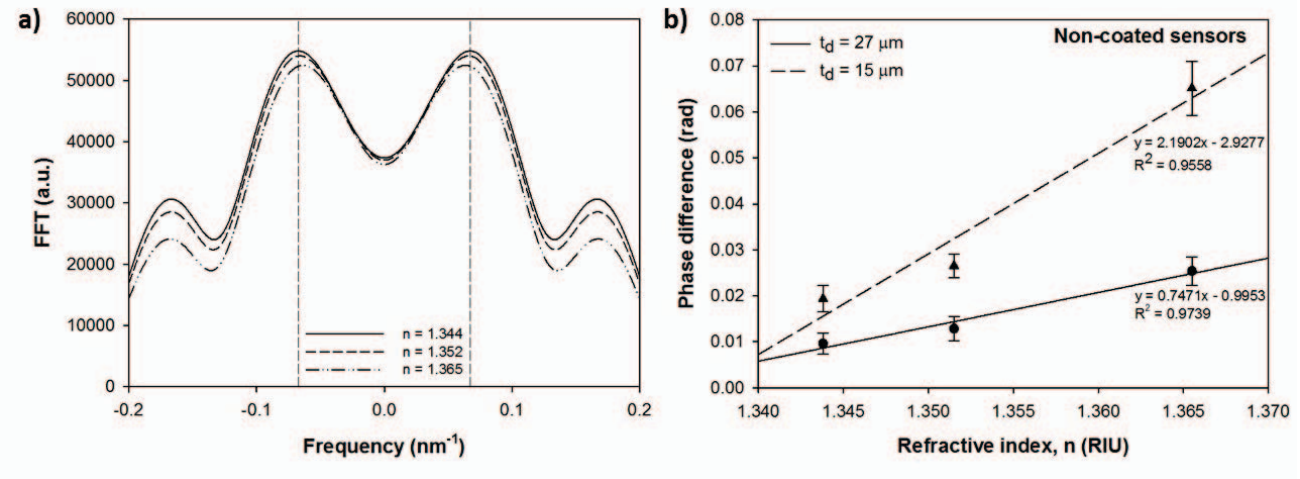 a)
60000
50000
40000
30000
20000
10000
0
FFT (a.u.)
n = 1.344
n = 1.352
n = 1.365
-0.2 -0.1 0.0 0.1 0.2
Frequency (nm⁻¹)
b)
0.08
0.07
0.06
0.05
0.04
0.03
0.02
0.01
0.00
Phase difference (rad)
t_d = 27 μm
t_d = 15 μm
Non-coated sensors
y = 2.1902x - 2.9277
R² = 0.9558
y = 0.7471x - 0.9953
R² = 0.9739
1.340 1.345 1.350 1.355 1.360 1.365 1.370
Refractive index, n (RIU)